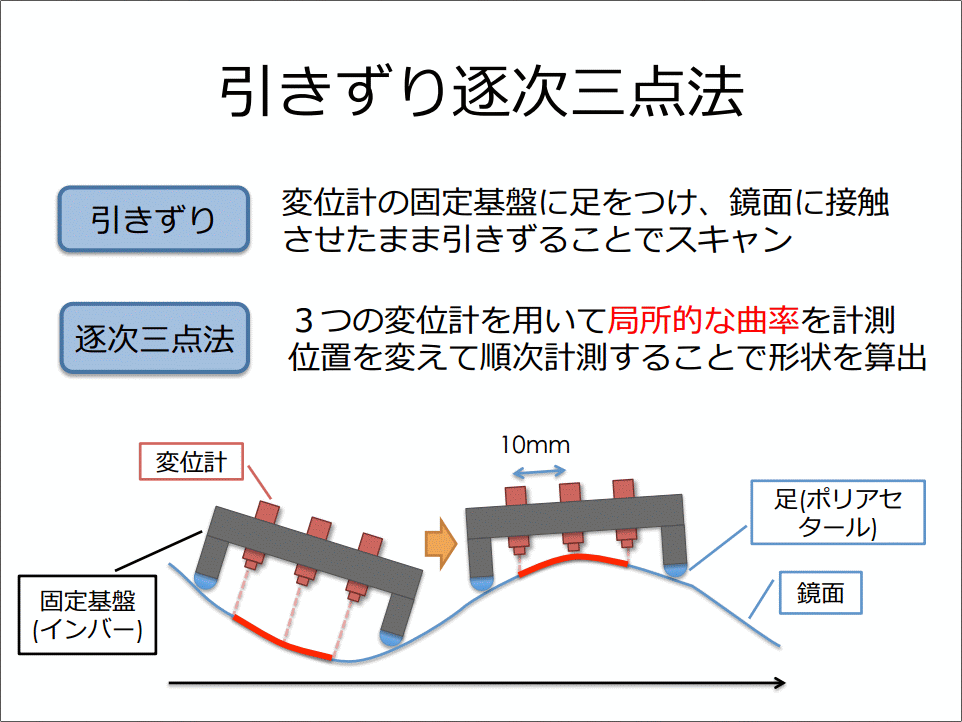 引きずり逐次三点法
引きずり
変位計の固定基盤に足をつけ、鏡面に接触
させたまま引きずることでスキャン
逐次三点法
３つの変位計を用いて局所的な曲率を計測
位置を変えて順次計測することで形状を算出
10mm
変位計
足(ポリアセ
タール)
固定基盤
(インバー)
鏡面